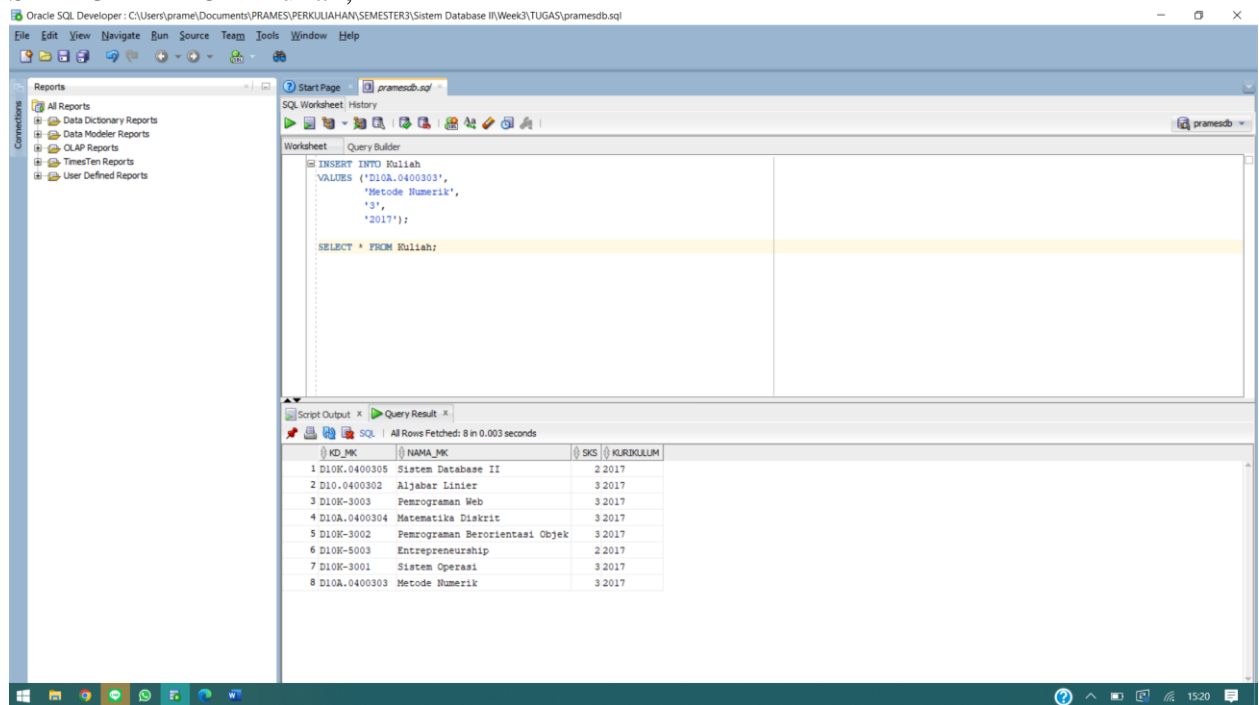 Oracle SQL Developer : C:\Users\prame\Documents\PRAMES\PERKULIAHAN\SEMESTER3\Sistem Database II\Week3\TUGAS\pramesdb.sql
File Edit View Navigate Run Source Team Tools Window Help
Reports
Start Page pramesdb.sql
Connections
All Reports
Data Dictionary Reports
Data Modeler Reports
OLAP Reports
TimesTen Reports
User Defined Reports
SQL Worksheet History
pramesdb
Worksheet Query Builder
INSERT INTO Kuliah
VALUES ('D10A.0400303',
'Metode Numerik',
'3',
'2017');
SELECT * FROM Kuliah;
Script Output x Query Result x
SQL | All Rows Fetched: 8 in 0.003 seconds
KD_MK NAMA_MK SKS KURIKULUM
1 D10K.0400305 Sistem Database II 2 2017
2 D10.0400302 Aljabar Linier 3 2017
3 D10K-3003 Pemrograman Web 3 2017
4 D10A.0400304 Matematika Diskrit 3 2017
5 D10K-3002 Pemrograman Berorientasi Objek 3 2017
6 D10K-5003 Entrepreneurship 2 2017
7 D10K-3001 Sistem Operasi 3 2017
8 D10A.0400303 Metode Numerik 3 2017
15:20